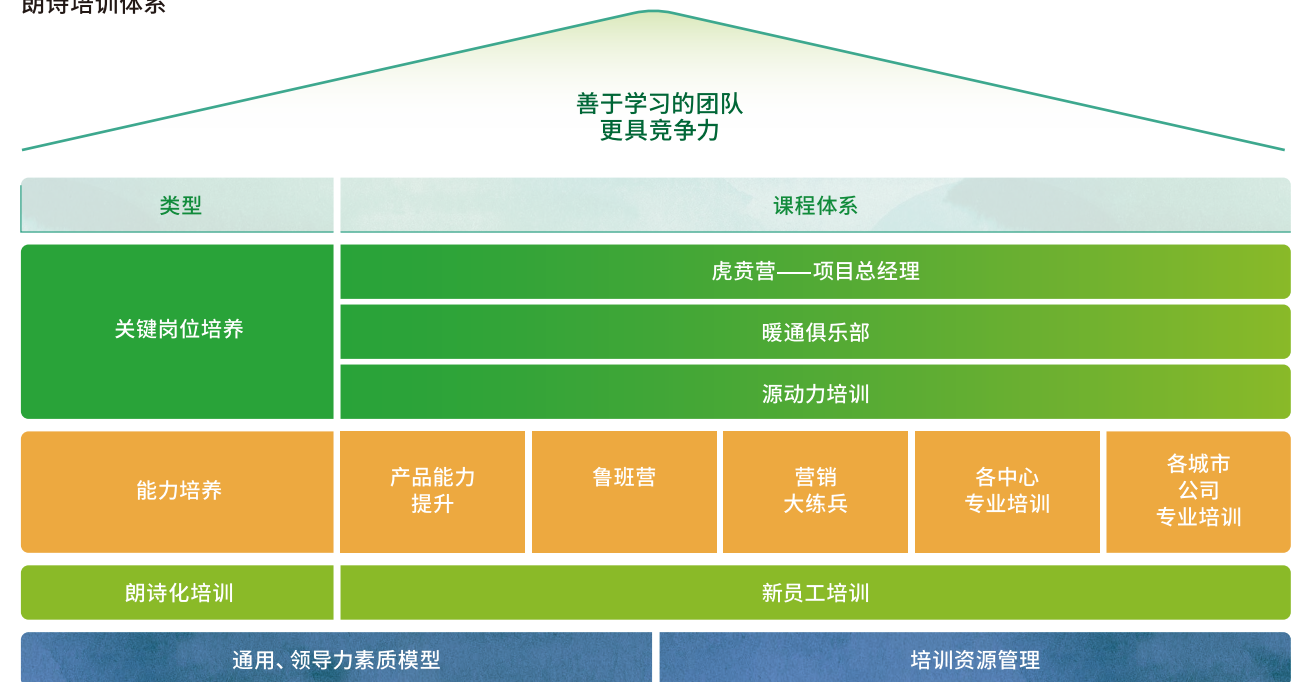 朗诗培训体系
善于学习的团队
更具竞争力
类型
课程体系
关键岗位培养
虎贲营——项目总经理
暖通俱乐部
源动力培训
能力培养
产品能力
提升
鲁班营
营销
大练兵
各中心
专业培训
各城市
公司
专业培训
朗诗化培训
新员工培训
通用、领导力素质模型
培训资源管理